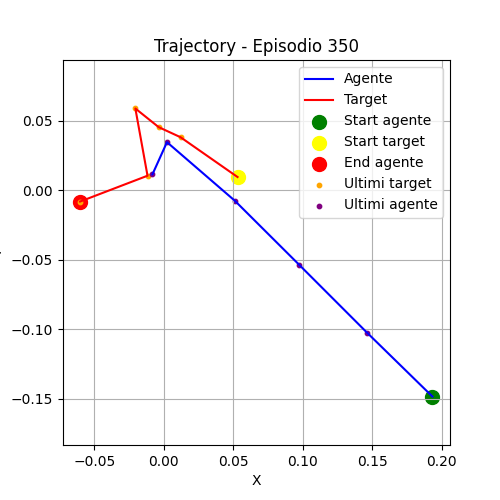 Trajectory - Episodio 350
Agente
Target
Start agente
Start target
End agente
Ultimi target
Ultimi agente
0.05
0.00
−0.05
−0.10
−0.15
−0.05
0.00
0.05
0.10
0.15
0.20
X